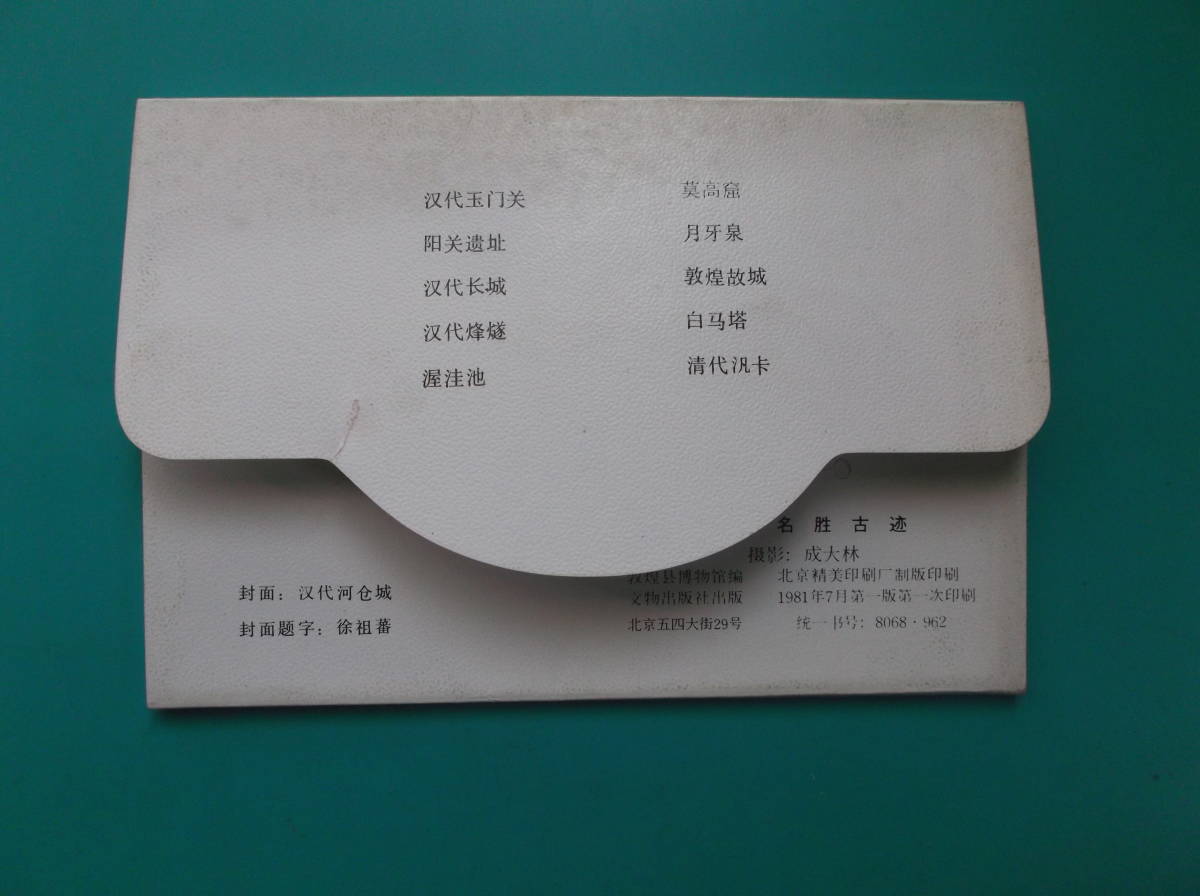 汉代玉门关
阳关遗址
汉代长城
汉代烽燧
渥洼池
莫高窟
月牙泉
敦煌故城
白马塔
清代汛卡
封面：汉代河仓城
封面题字：徐祖蕃
名胜古迹
摄影：成大林
敦煌县博物馆编
文物出版社出版
北京五四大街29号
北京精美印刷厂制版印刷
1981年7月第一版第一次印刷
统一书号：8068·962